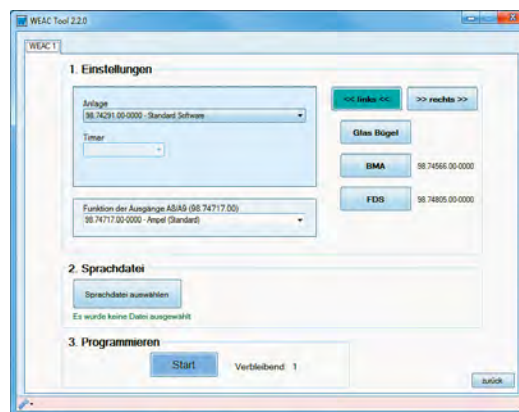 WEAC Tool 2.2.0
WEAC 1
1. Einstellungen
Anlage
98.74291.00-0000 - Standard Software
Timer
Funktion der Ausgänge A8/A9 (98.74717.00)
98.74717.00-0000 - Ampel (Standard)
<< links <<
>> rechts >>
Glas Bügel
BMA
98.74566.00-0000
FDS
98.74805.00-0000
2. Sprachdatei
Sprachdatei auswählen
Es wurde keine Datei ausgewählt
3. Programmieren
Start
Verbleibend 1
zurück